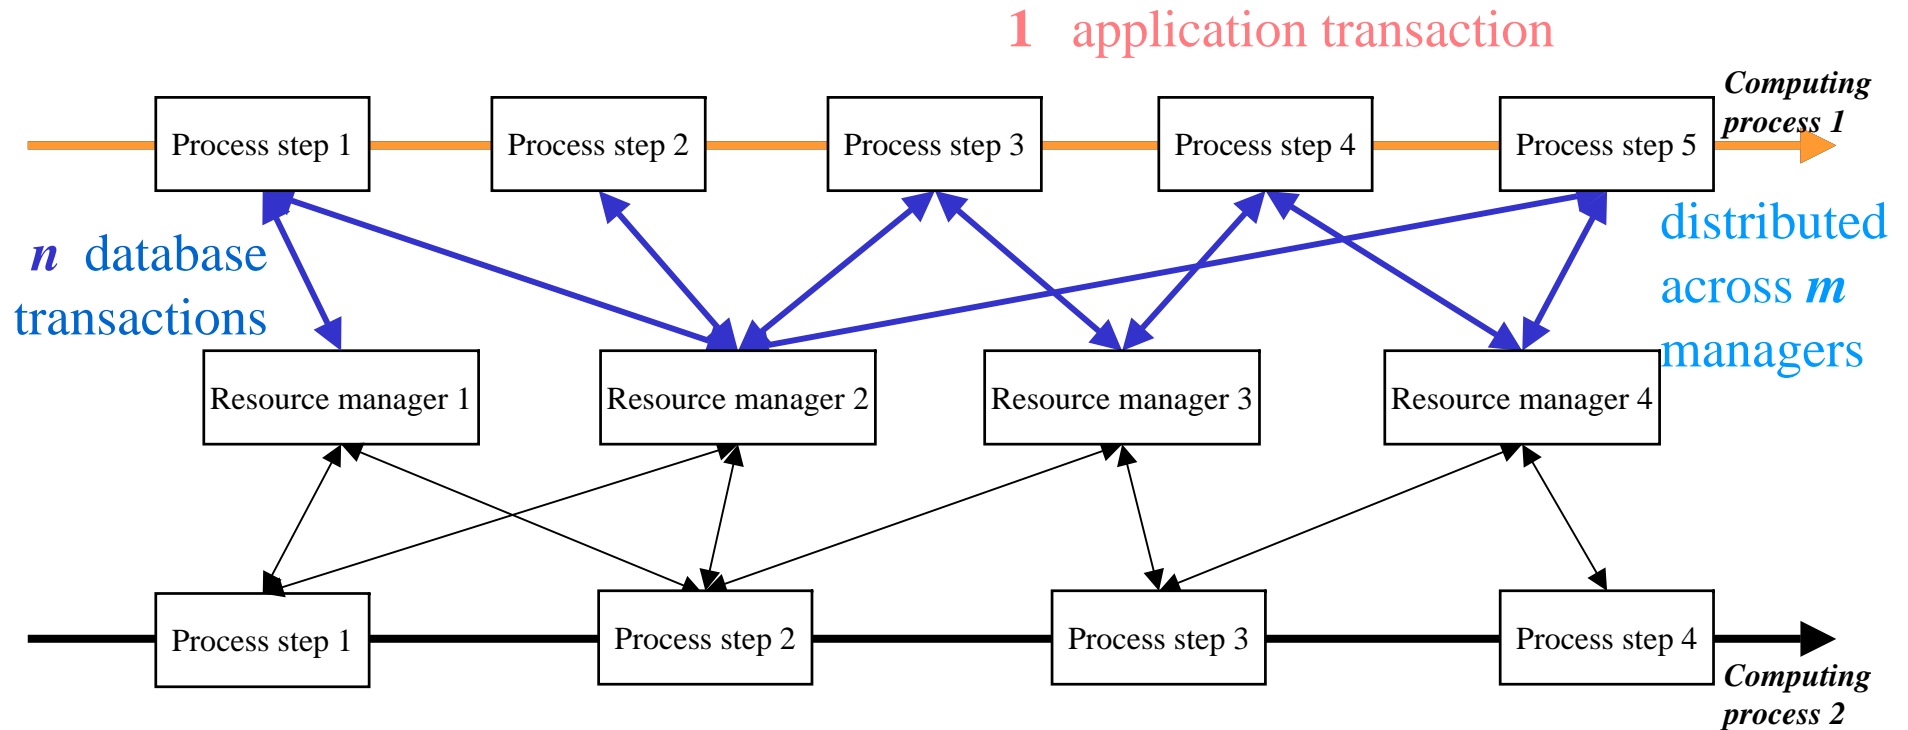 1 application transaction
Computing
process 1
Process step 1
Process step 2
Process step 3
Process step 4
Process step 5
n database
transactions
distributed
across m
managers
Resource manager 1
Resource manager 2
Resource manager 3
Resource manager 4
Process step 1
Process step 2
Process step 3
Process step 4
Computing
process 2